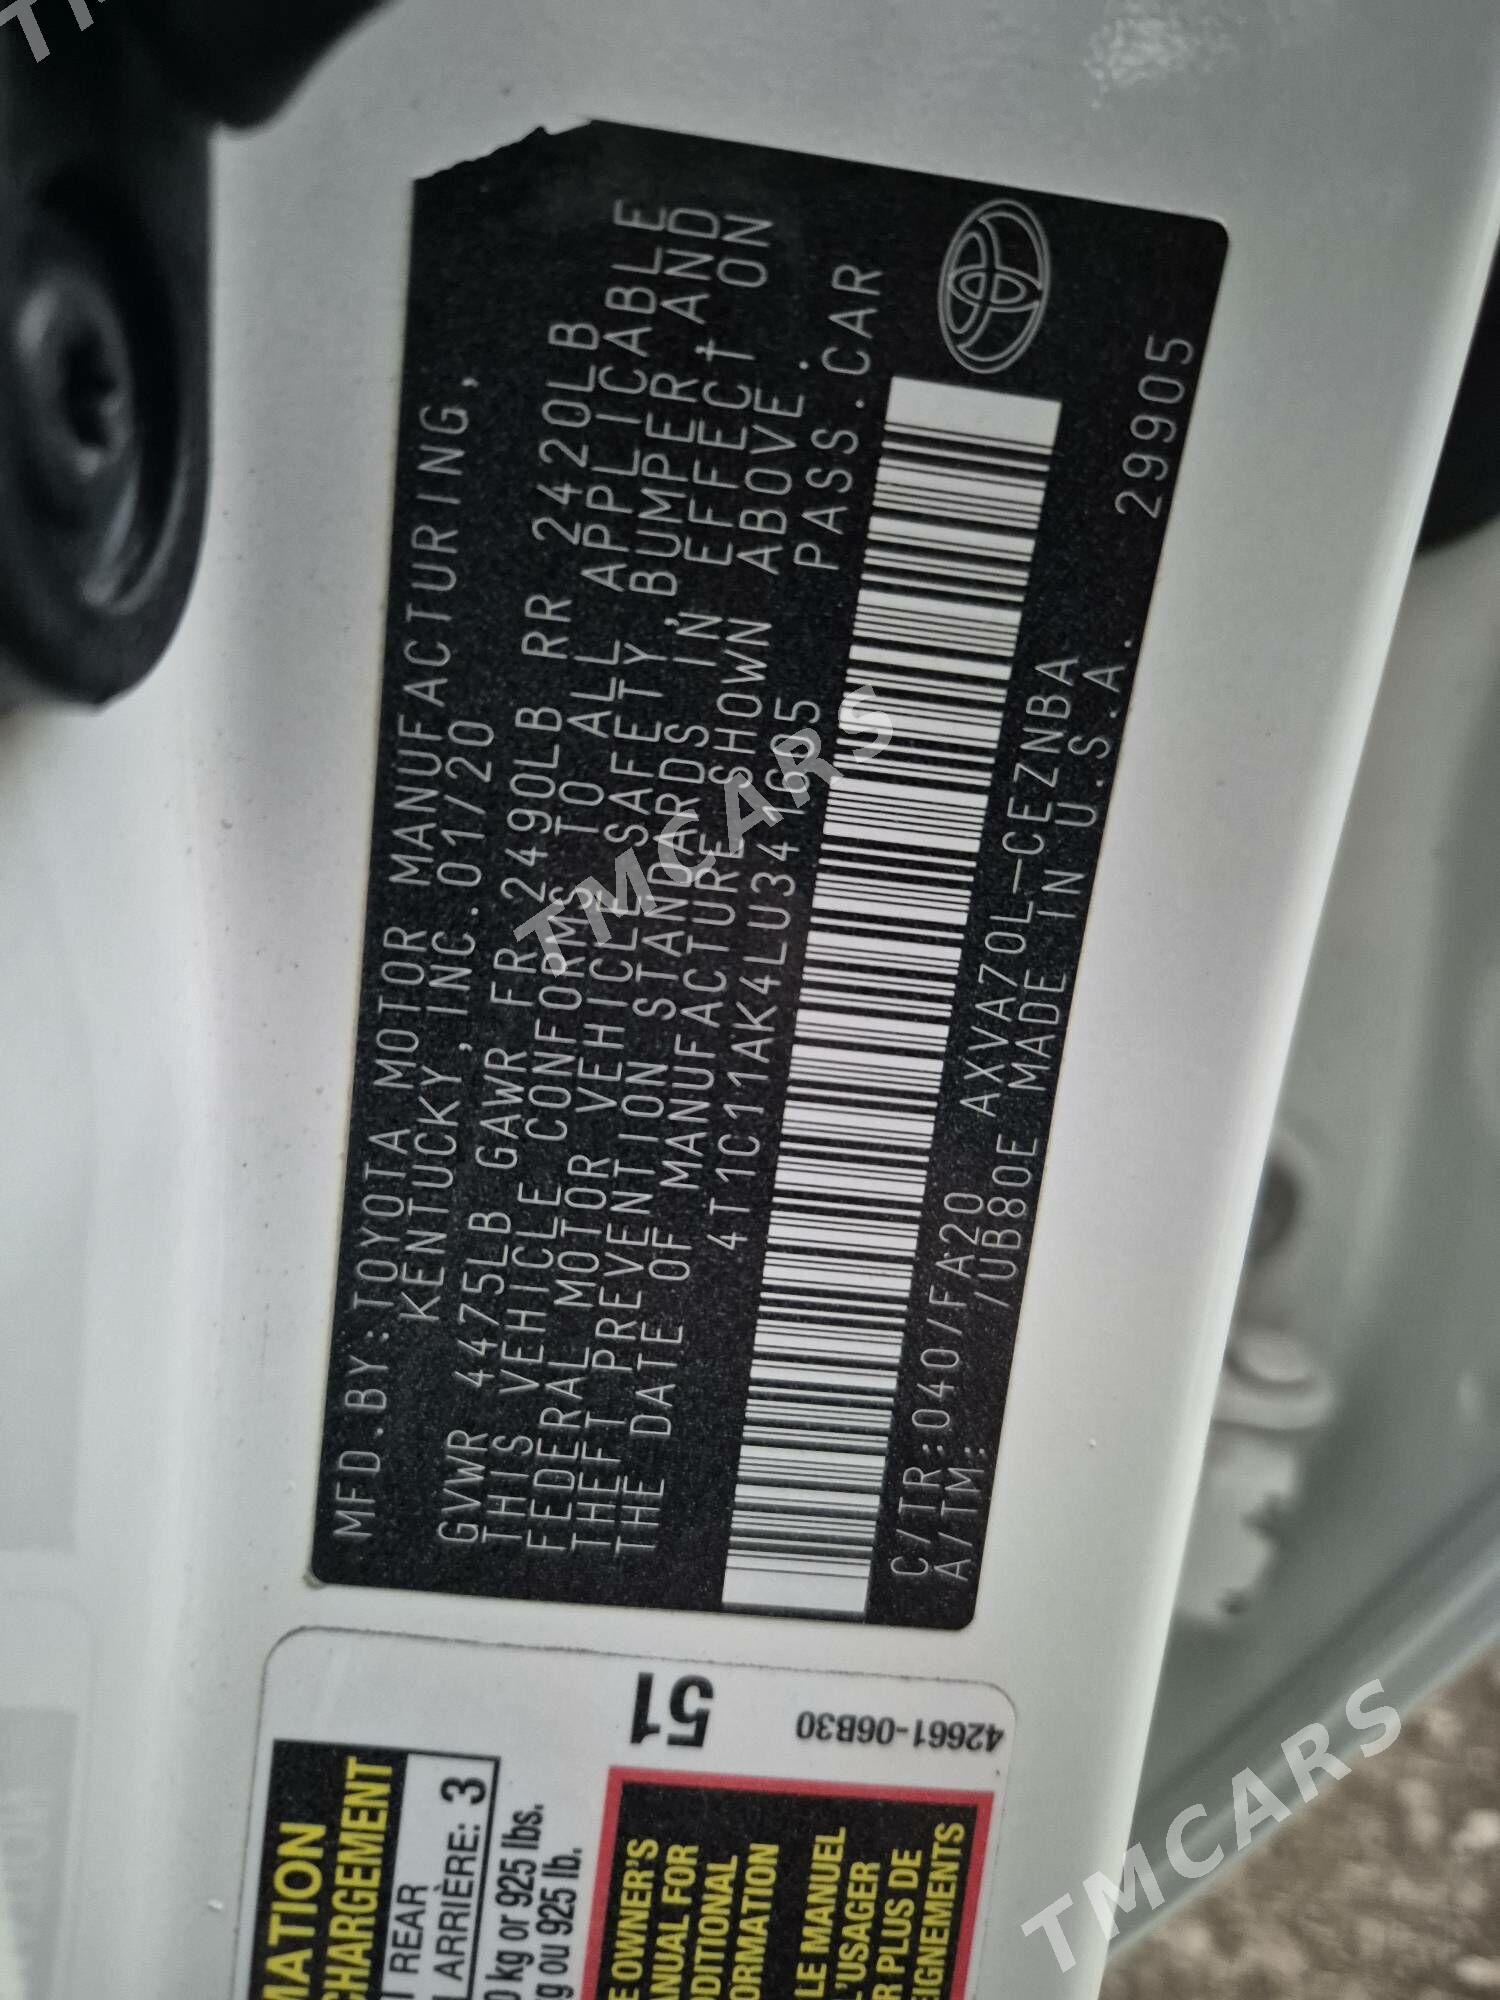 MFD.BY:TOYOTA MOTOR MANUFACTURING,
KENTUCKY, INC. 01/20
GVWR 4475LB GAWR FR 2490LB RR 2420LB
THIS VEHICLE CONFORMS TO ALL APPLICABLE
FEDERAL MOTOR VEHICLE SAFETY, BUMPER, AND
THEFT PREVENTION STANDARDS IN EFFECT ON
THE DATE OF MANUFACTURE SHOWN ABOVE.
4T1C11AK4LU341605 PASS.CAR
C/TR:040/FA20 AXVA70L-CEZNBA
A/TM: /UB80E MADE IN U.S.A. 29905
51
42661-06B30
MATION
CHARGEMENT
REAR
ARRIÈRE: 3
kg or 925 lbs.
ou 925 lb.
OWNER'S
MANUAL FOR
DDITIONAL
ORMATION
LE MANUEL
L'USAGER
PLUS DE
EIGNEMENTS
TMCARS
TMCARS